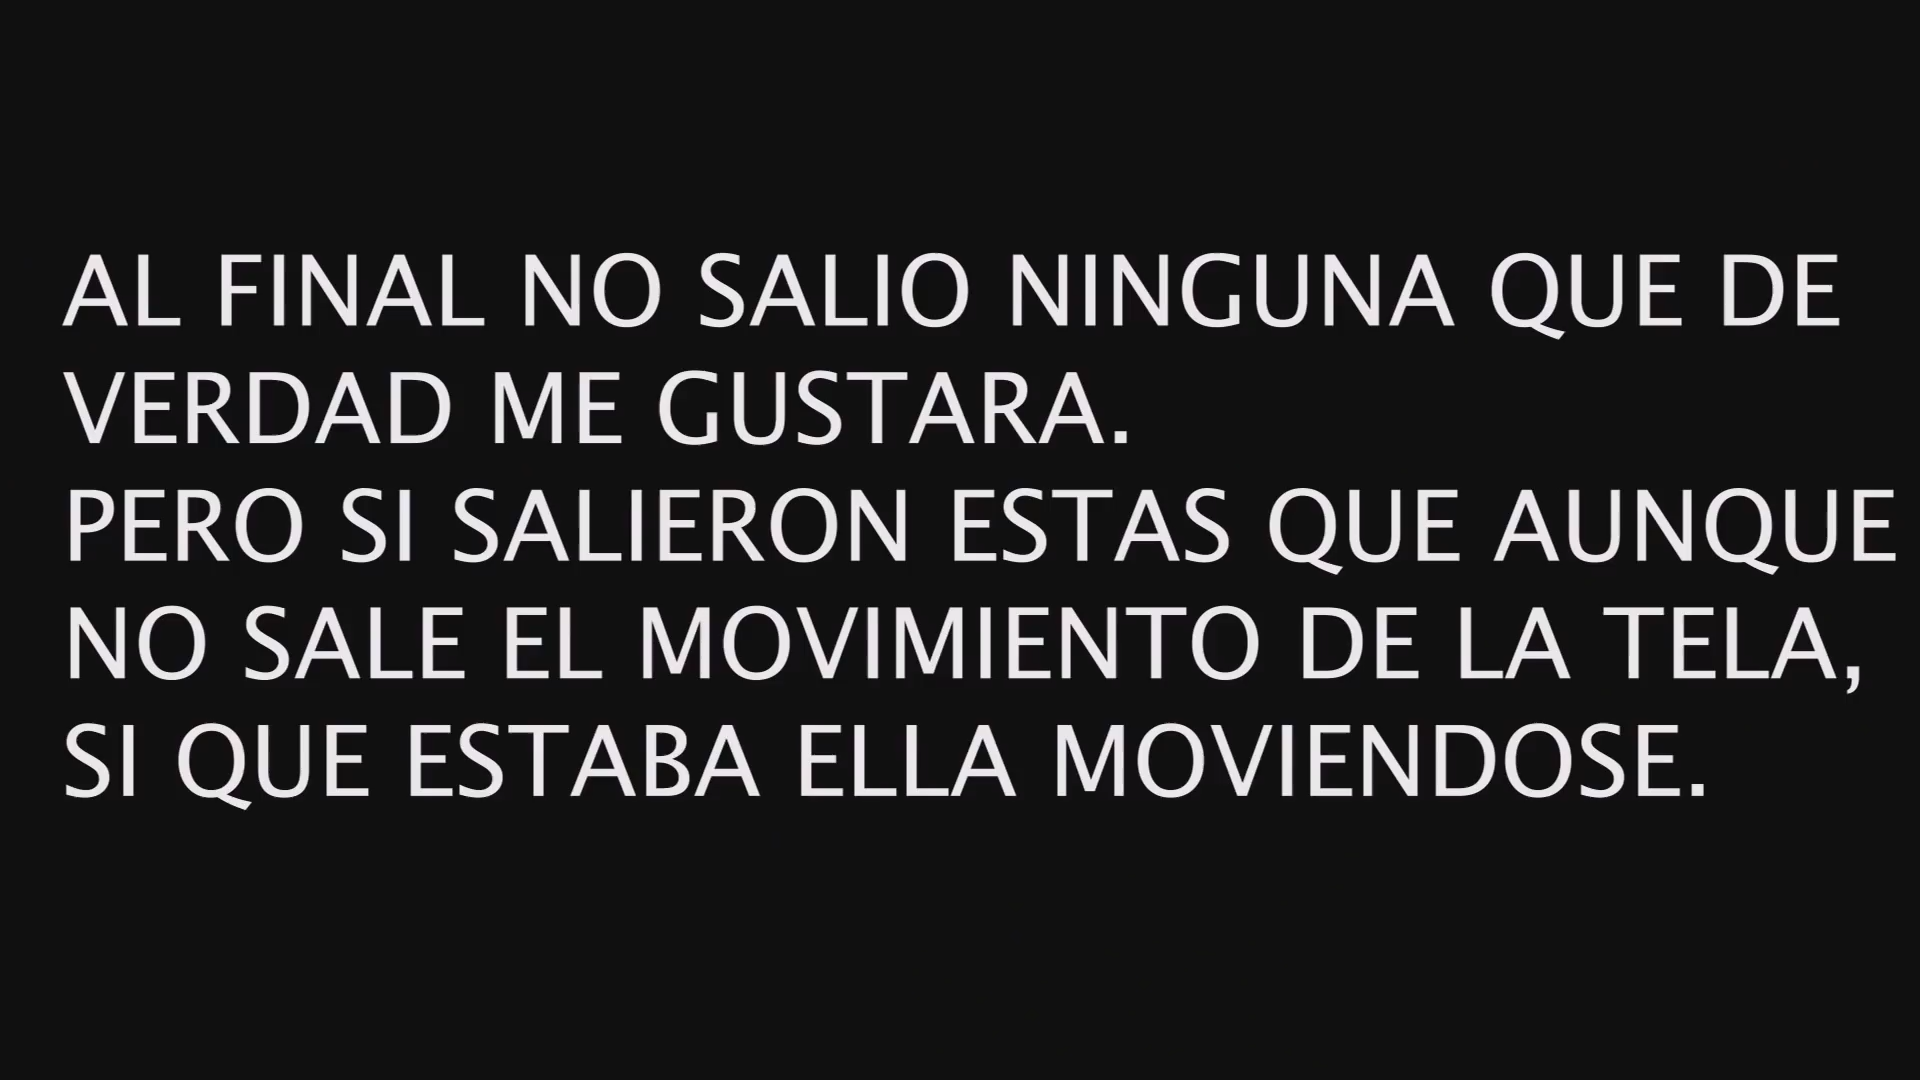 AL FINAL NO SALIO NINGUNA QUE DE
VERDAD ME GUSTARA.
PERO SI SALIERON ESTAS QUE AUNQUE
NO SALE EL MOVIMIENTO DE LA TELA,
SI QUE ESTABA ELLA MOVIENDOSE.